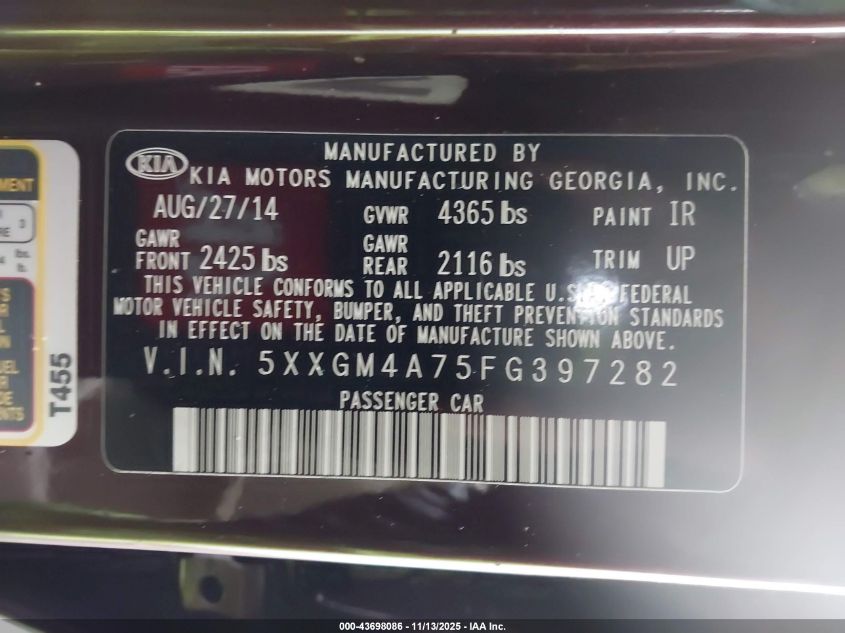 MANUFACTURED BY
KIA
KIA MOTORS MANUFACTURING GEORGIA, INC.
AUG/27/14 GVWR 4365 lbs PAINT IR
GAWR FRONT 2425 lbs GAWR REAR 2116 lbs TRIM UP
THIS VEHICLE CONFORMS TO ALL APPLICABLE U.S.A. FEDERAL
MOTOR VEHICLE SAFETY, BUMPER, AND THEFT PREVENTION STANDARDS
IN EFFECT ON THE DATE OF MANUFACTURE SHOWN ABOVE.
V.I.N. 5XXGM4A75FG397282
PASSENGER CAR
T455
000-43698086 - 11/13/2025 - IAA Inc.